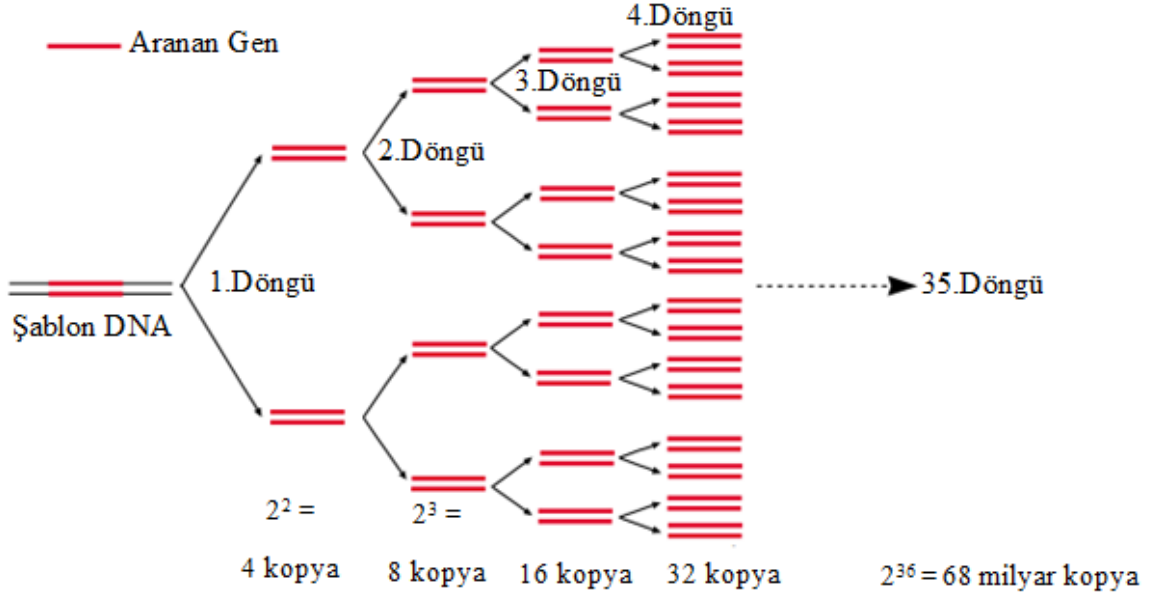 4.Döngü
Aranan Gen
3.Döngü
2.Döngü
1.Döngü
35.Döngü
Şablon DNA
2² =
2³ =
4 kopya
8 kopya
16 kopya
32 kopya
2³⁶ = 68 milyar kopya